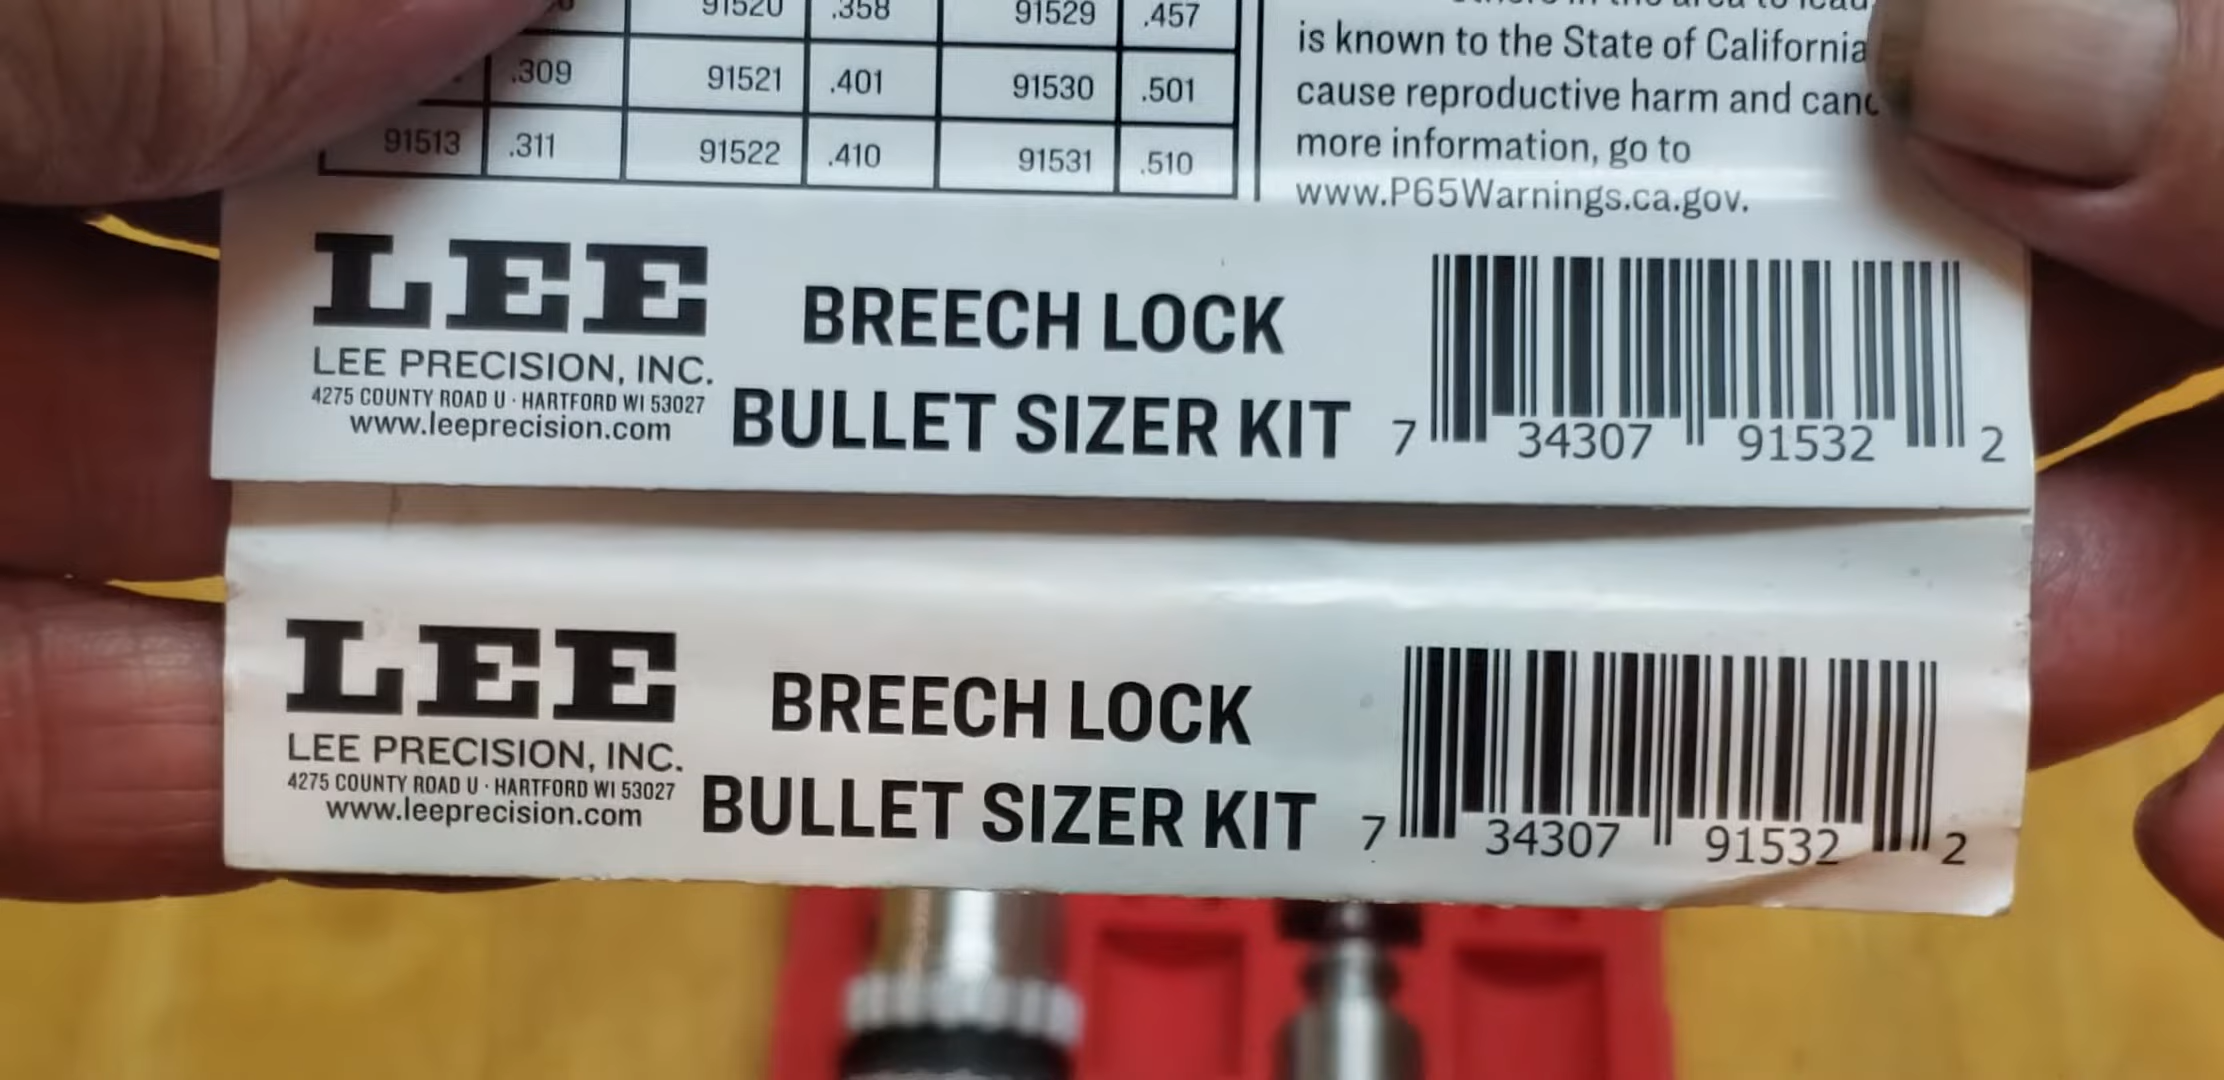 91520 .358 91529 .457
.309 91521 .401 91530 .501
91513 .311 91522 .410 91531 .510
is known to the State of California
cause reproductive harm and
more information, go to
www.P65Warnings.ca.gov.
LEE
LEE PRECISION, INC.
4275 COUNTY ROAD U · HARTFORD WI 53027
www.leeprecision.com
BREECH LOCK
BULLET SIZER KIT
7 34307 91532 2
LEE
LEE PRECISION, INC.
4275 COUNTY ROAD U · HARTFORD WI 53027
www.leeprecision.com
BREECH LOCK
BULLET SIZER KIT
7 34307 91532 2